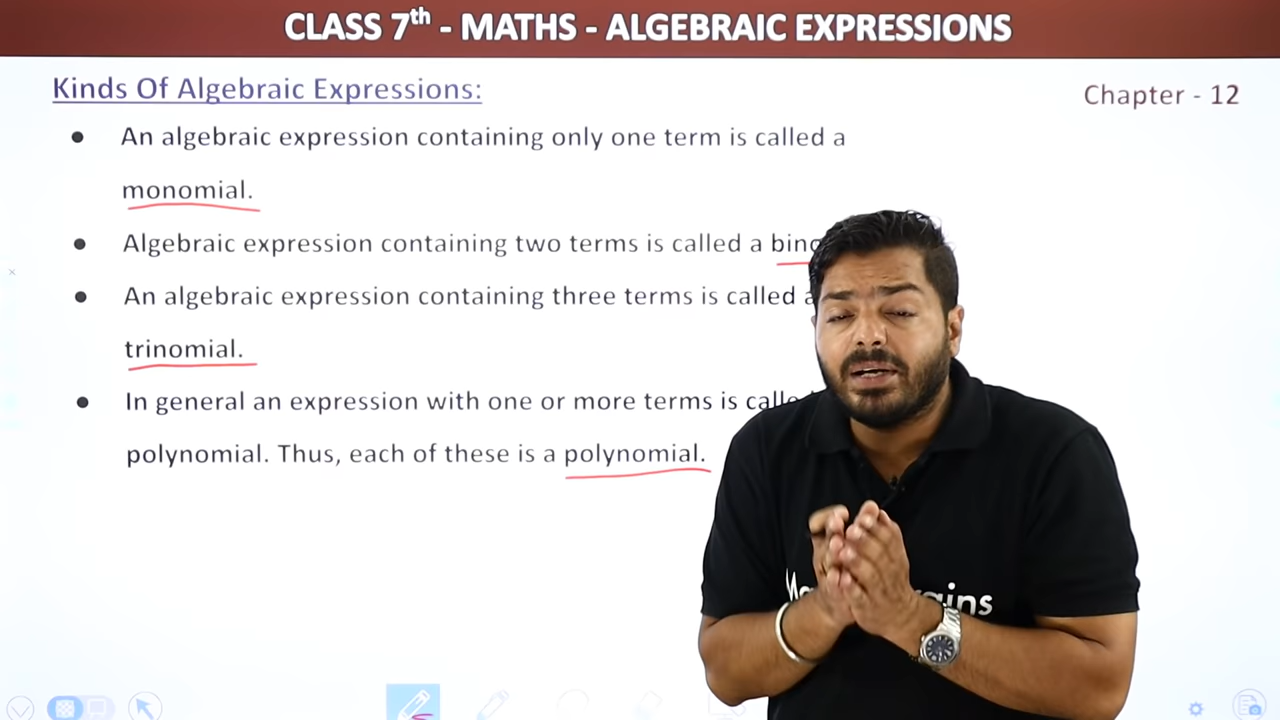 CLASS 7th - MATHS - ALGEBRAIC EXPRESSIONS
Kinds Of Algebraic Expressions:
Chapter - 12
● An algebraic expression containing only one term is called a
monomial.
● Algebraic expression containing two terms is called a
● An algebraic expression containing three terms is called a
trinomial.
● In general an expression with one or more terms is
polynomial. Thus, each of these is a polynomial.